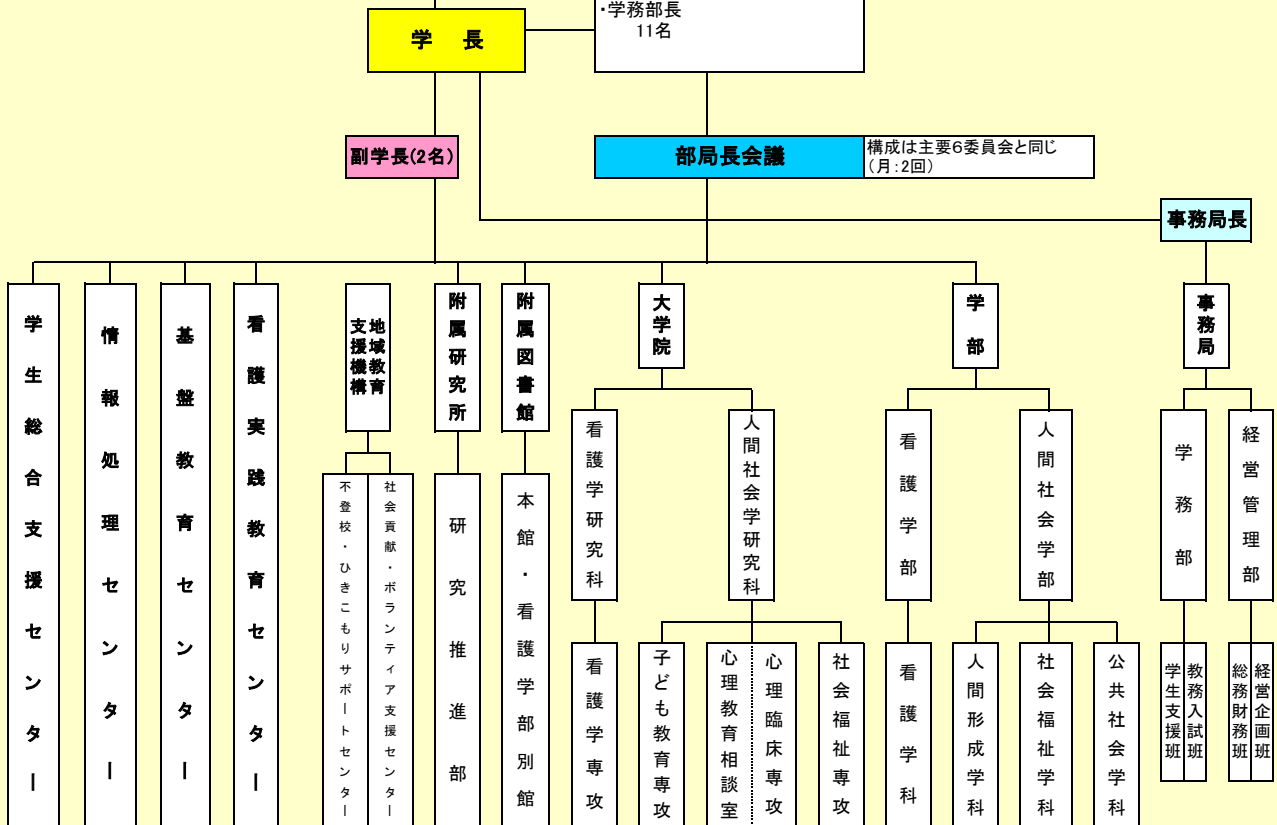 ・学務部長
11名
学 長
副学長(2名)
部局長会議
構成は主要6委員会と同じ
(月:2回)
事務局長
学生総合支援センター
情報処理センター
基盤教育センター
看護実践教育センター
地域教育
支援機構
附属研究所
附属図書館
大学院
学部
事務局
不登校・ひきこもりサポートセンター
社会貢献・ボランティア支援センター
研究推進部
本館・看護学部別館
看護学研究科
人間社会学研究科
看護学部
人間社会学部
学務部
経営管理部
看護学専攻
子ども教育専攻
心理教育相談室
心理臨床専攻
社会福祉専攻
看護学科
人間形成学科
社会福祉学科
公共社会学科
学生支援班
教務入試班
総務財務班
経営企画班